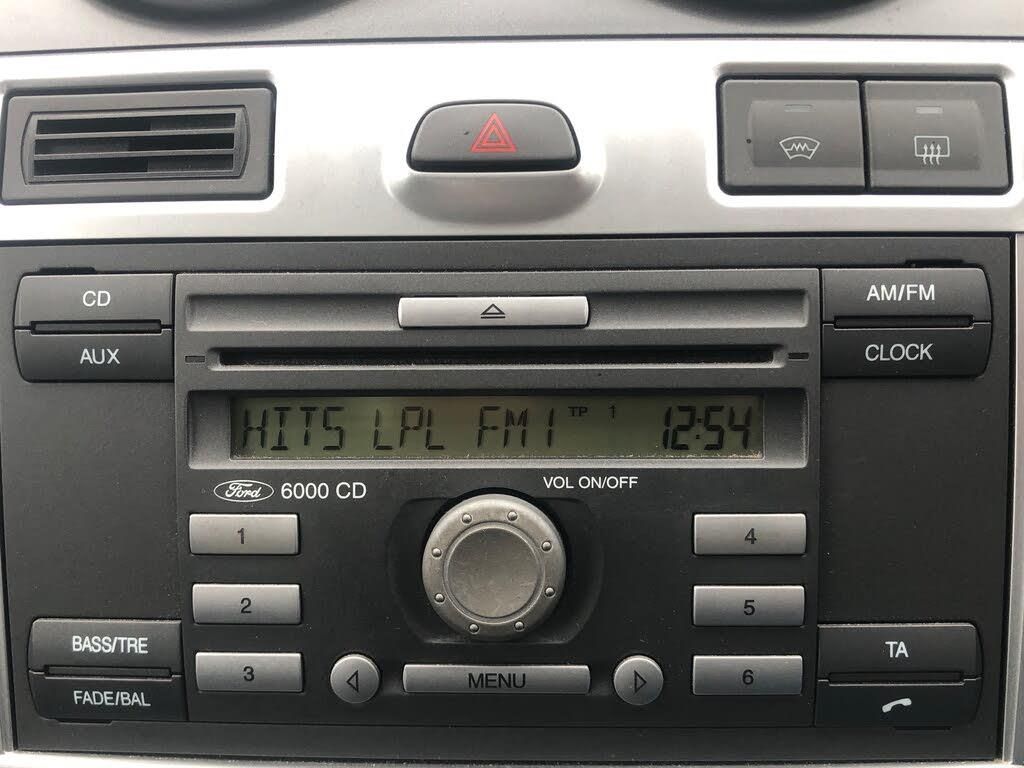 CD
AUX
AM/FM
CLOCK
HITS LPL FM1 TP 1 12:54
Ford 6000 CD
VOL ON/OFF
1
2
3
4
5
6
BASS/TRE
FADE/BAL
MENU
TA